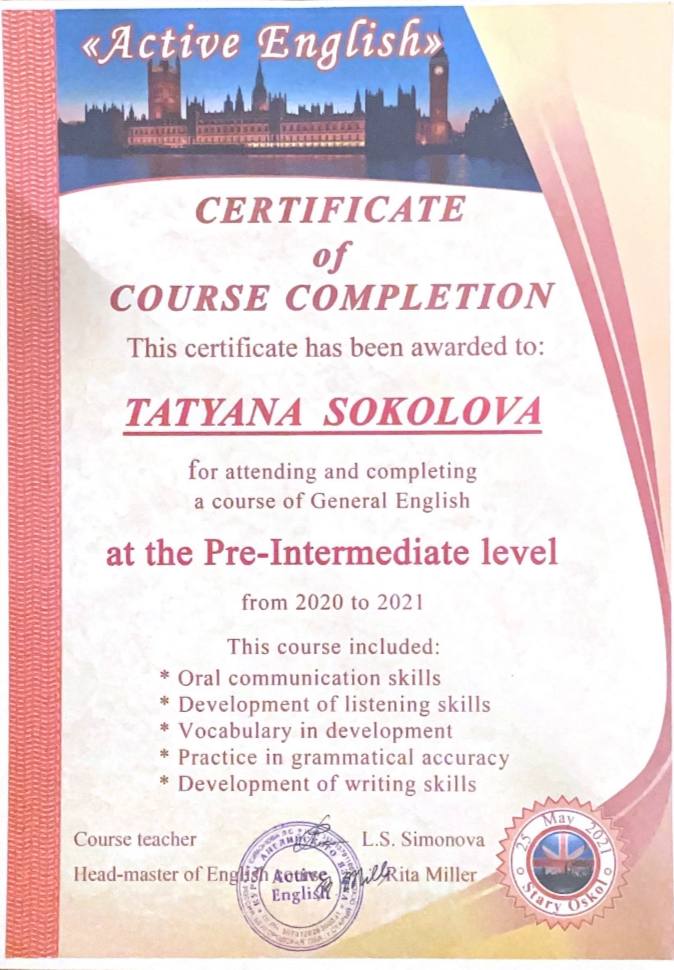 «Active English»
CERTIFICATE
of
COURSE COMPLETION
This certificate has been awarded to:
TATYANA SOKOLOVA
for attending and completing
a course of General English
at the Pre-Intermediate level
from 2020 to 2021
This course included:
* Oral communication skills
* Development of listening skills
* Vocabulary in development
* Practice in grammatical accuracy
* Development of writing skills
Course teacher L.S. Simonova
Head-master of English course Rita Miller
Active
English
25 May 2021
Stary Oskol